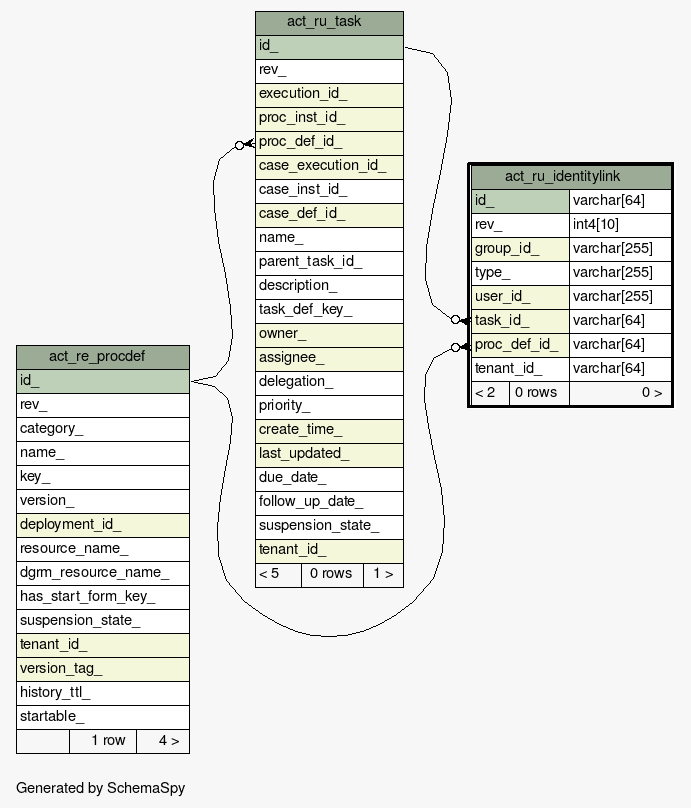 act_ru_task
id_
rev_
execution_id_
proc_inst_id_
proc_def_id_
case_execution_id_
case_inst_id_
case_def_id_
name_
parent_task_id_
description_
task_def_key_
owner_
assignee_
delegation_
priority_
create_time_
last_updated_
due_date_
follow_up_date_
suspension_state_
tenant_id_
< 5 0 rows 1 >
act_ru_identitylink
id_ varchar[64]
rev_ int4[10]
group_id_ varchar[255]
type_ varchar[255]
user_id_ varchar[255]
task_id_ varchar[64]
proc_def_id_ varchar[64]
tenant_id_ varchar[64]
< 2 0 rows 0 >
act_re_procdef
id_
rev_
category_
name_
key_
version_
deployment_id_
resource_name_
dgrm_resource_name_
has_start_form_key_
suspension_state_
tenant_id_
version_tag_
history_ttl_
startable_
1 row 4 >
Generated by SchemaSpy